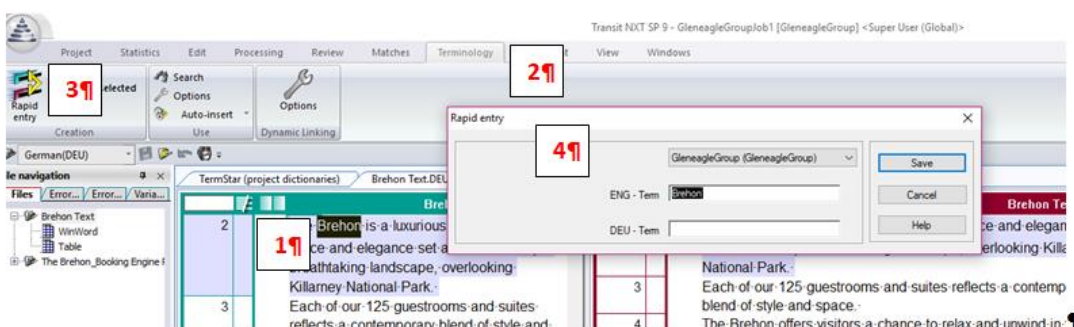 Transit NXT SP 9 - GleneagleGroupJob1 [GleneagleGroup] <Super User (Global)>
Project Statistics Edit Processing Review Matches Terminology View Windows
2¶
3¶
elected
Rapid
entry
Creation
Search
Options
Auto-insert
Use
Options
Dynamic Linking
German(DEU)
le navigation
Files Error... Error... Varia...
Brehon Text
WinWord
Table
The Brehon_Booking Engine
TermStar (project dictionaries) Brehon Text.DEU
Rapid entry
4¶
GleneagleGroup (GleneagleGroup)
ENG - Term Brehon
DEU - Term
Save
Cancel
Help
1¶
2 Brehon·is·a·luxurious
and·elegance·set·a
landscape,·overlooking·
Killarney·National·Park.·
3 Each·of·our·125·guestrooms·and·suites·
reflects·a·contemporary·blend·of·style·and·
Brehon Te
ce·and·elegan
erlooking·Killa
National·Park.·
3 Each·of·our·125·guestrooms·and·suites·reflects·a·contemp
blend·of·style·and·space.·
4 The·Brehon·offers·visitors·a·chance·to·relax·and·unwind·in·
¶